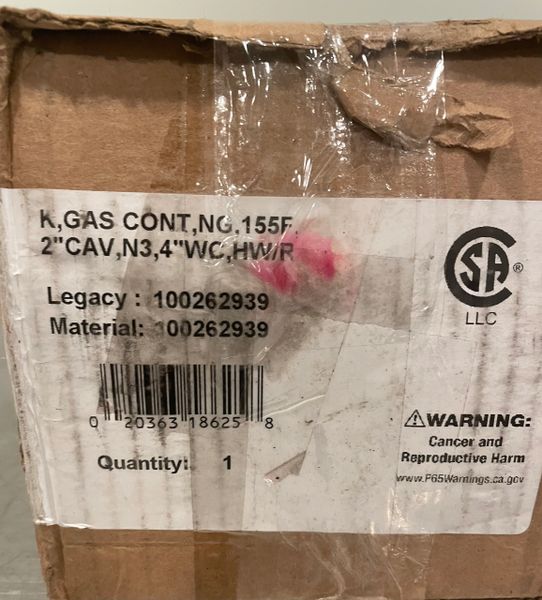 K,GAS CONT,NG,155F,
2"CAV,N3,4"WC,HW/R
Legacy : 100262939
Material: 100262939
0 20363 18625 8
Quantity: 1
SA ®
LLC
⚠WARNING:
Cancer and
Reproductive Harm
www.P65Warnings.ca.gov